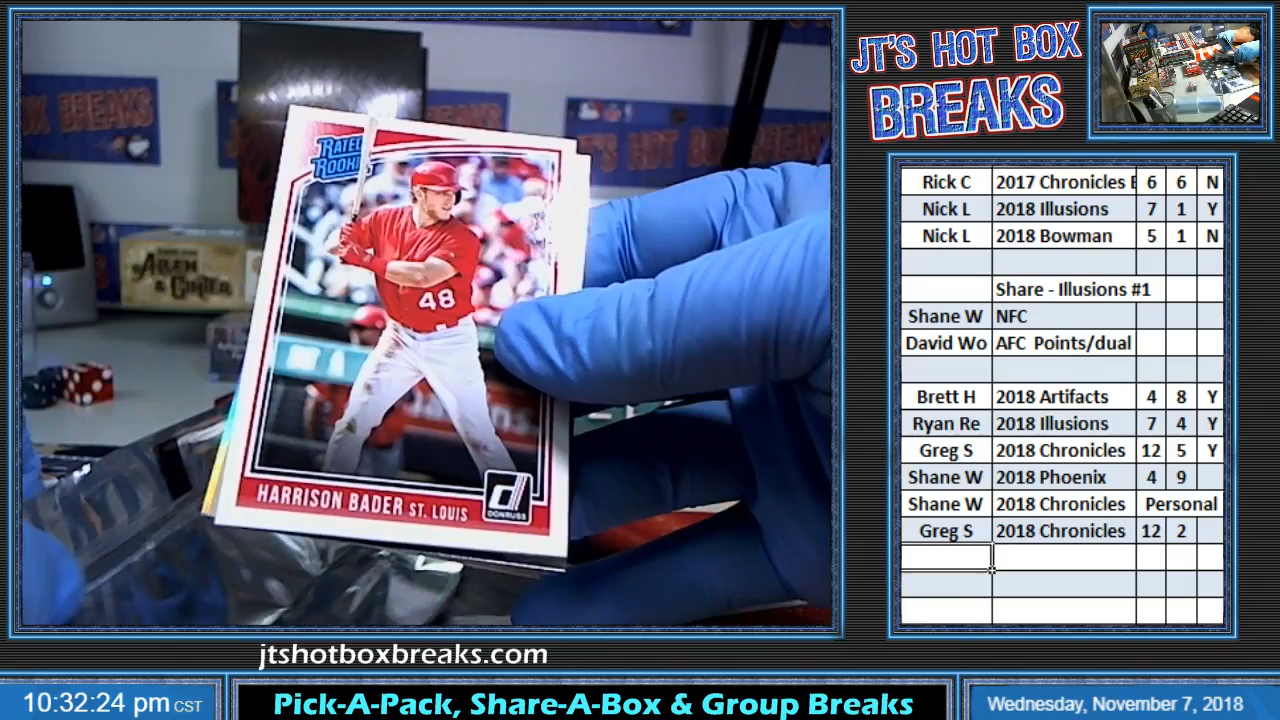 JT'S HOT BOX
BREAKS
OX BREAKS
T'S HOT BOX
ALLEN
& GINTER
RATED
ROOKIE
48
HARRISON BADER ST. LOUIS
DONRUSS
Rick C 2017 Chronicles B 6 6 N
Nick L 2018 Illusions 7 1 Y
Nick L 2018 Bowman 5 1 N
Share - Illusions #1
Shane W NFC
David Wo AFC Points/dual
Brett H 2018 Artifacts 4 8 Y
Ryan Re 2018 Illusions 7 4 Y
Greg S 2018 Chronicles 12 5 Y
Shane W 2018 Phoenix 4 9
Shane W 2018 Chronicles Personal
Greg S 2018 Chronicles 12 2
jtshotboxbreaks.com
10:32:24 pm CST
Pick-A-Pack, Share-A-Box & Group Breaks
Wednesday, November 7, 2018